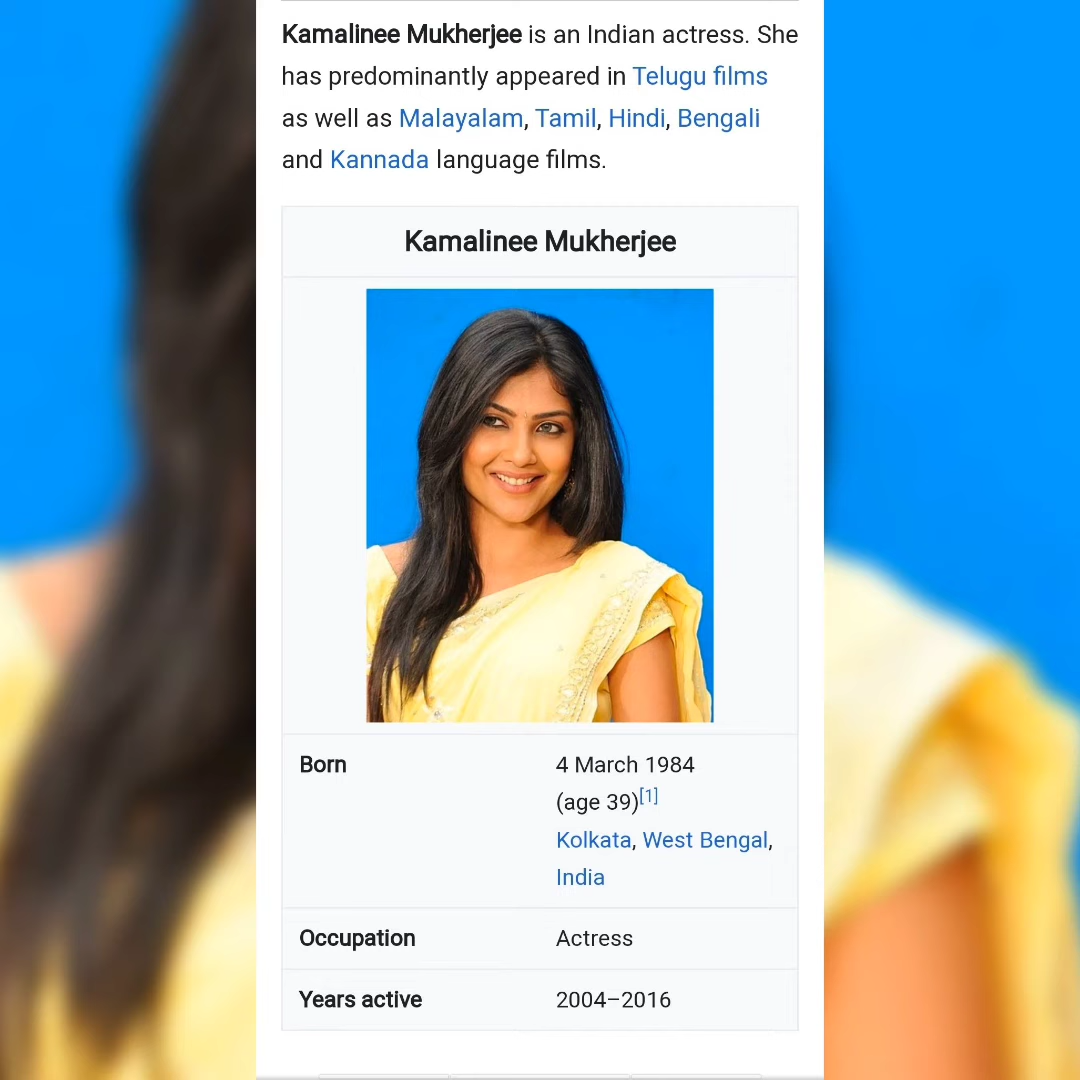 Kamalinee Mukherjee is an Indian actress. She
has predominantly appeared in Telugu films
as well as Malayalam, Tamil, Hindi, Bengali
and Kannada language films.
Kamalinee Mukherjee
Born
4 March 1984
(age 39)[1]
Kolkata, West Bengal,
India
Occupation Actress
Years active 2004–2016